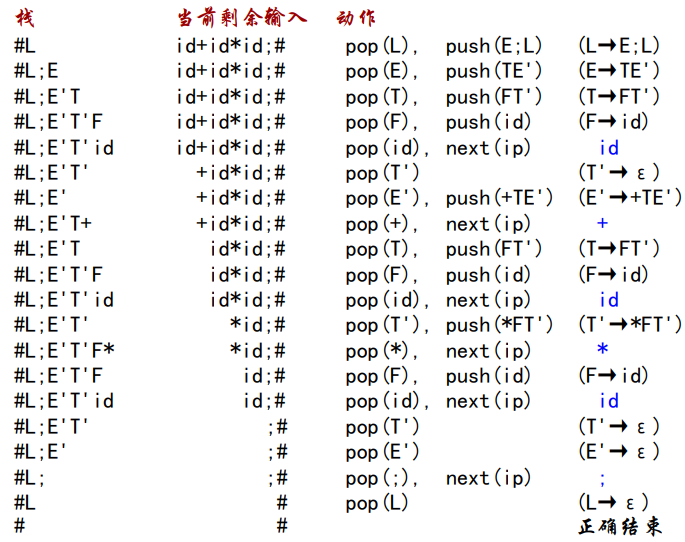 栈 当前剩余输入 动作
#L id+id*id;# pop(L), push(E;L) (L→E;L)
#L;E id+id*id;# pop(E), push(TE') (E→TE')
#L;E'T id+id*id;# pop(T), push(FT') (T→FT')
#L;E'T'F id+id*id;# pop(F), push(id) (F→id)
#L;E'T'id id+id*id;# pop(id), next(ip) id
#L;E'T' +id*id;# pop(T') (T'→ε)
#L;E' +id*id;# pop(E'), push(+TE') (E'→+TE')
#L;E'T+ +id*id;# pop(+), next(ip) +
#L;E'T id*id;# pop(T), push(FT') (T→FT')
#L;E'T'F id*id;# pop(F), push(id) (F→id)
#L;E'T'id id*id;# pop(id), next(ip) id
#L;E'T' *id;# pop(T'), push(*FT') (T'→*FT')
#L;E'T'F* *id;# pop(*), next(ip) *
#L;E'T'F id;# pop(F), push(id) (F→id)
#L;E'T'id id;# pop(id), next(ip) id
#L;E'T' ;# pop(T') (T'→ε)
#L;E' ;# pop(E') (E'→ε)
#L; ;# pop(;), next(ip) ;
#L # pop(L) (L→ε)
# # 正确结束